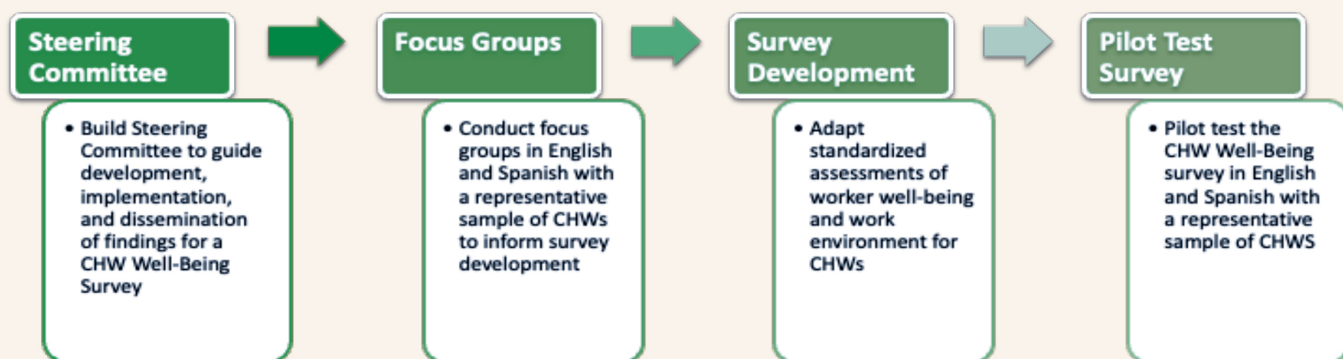 Steering
Committee
• Build Steering
Committee to guide
development,
implementation,
and dissemination
of findings for a
CHW Well-Being
Survey
Focus Groups
• Conduct focus
groups in English
and Spanish with
a representative
sample of CHWs
to inform survey
development
Survey
Development
• Adapt
standardized
assessments of
worker well-being
and work
environment for
CHWs
Pilot Test
Survey
• Pilot test the
CHW Well-Being
survey in English
and Spanish with
a representative
sample of CHWS